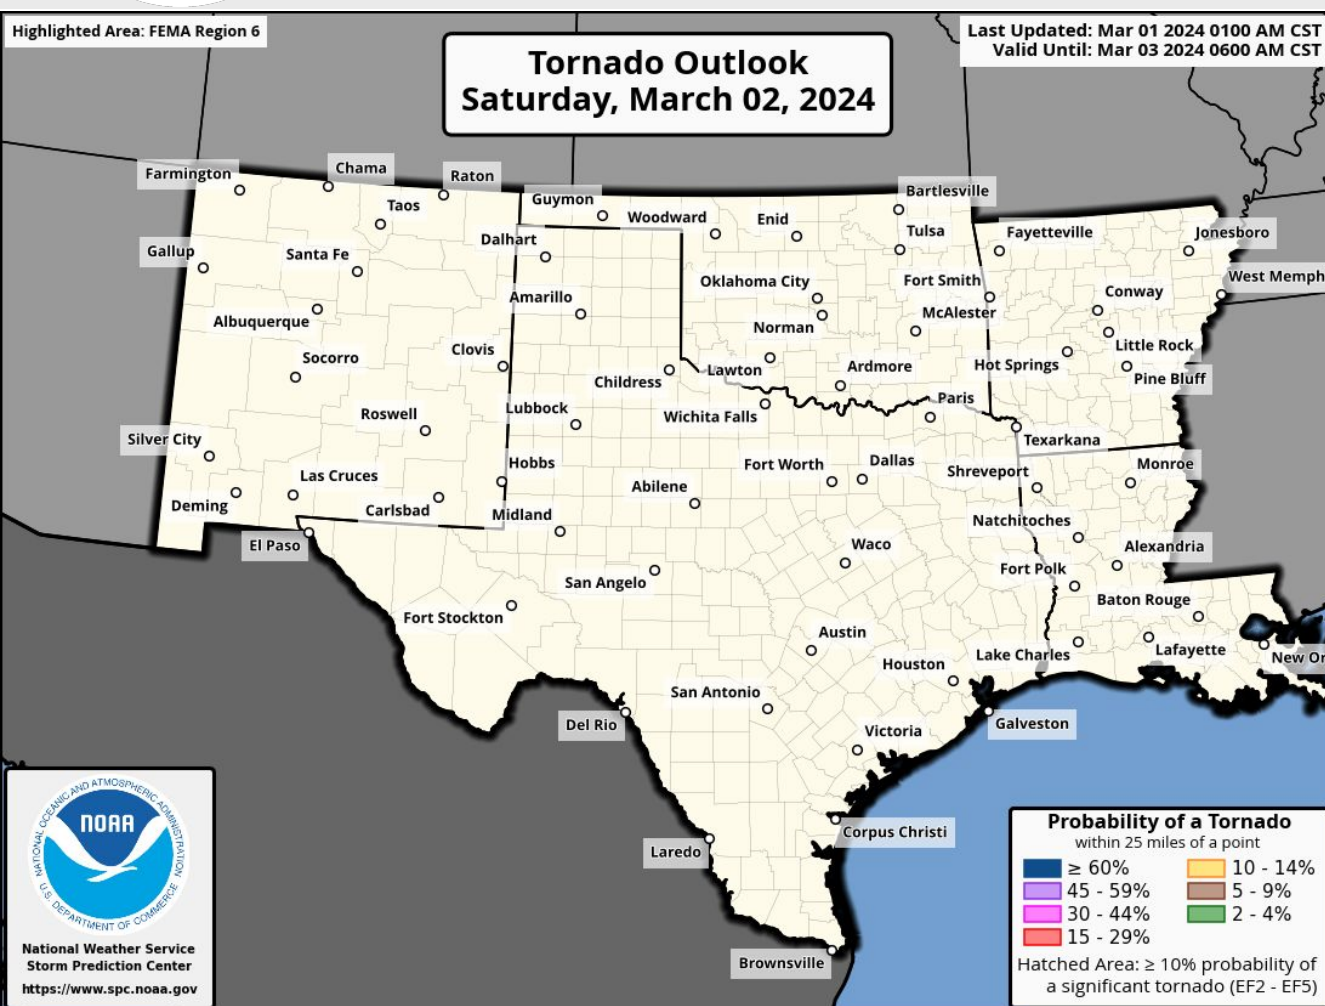 Highlighted Area: FEMA Region 6
Last Updated: Mar 01 2024 0100 AM CST
Valid Until: Mar 03 2024 0600 AM CST
Tornado Outlook
Saturday, March 02, 2024
Farmington
Chama
Raton
Taos
Guymon
Woodward
Enid
Bartlesville
Tulsa
Fayetteville
Jonesboro
Gallup
Santa Fe
Dalhart
Oklahoma City
Fort Smith
West Memph
Albuquerque
Amarillo
Norman
McAlester
Conway
Little Rock
Socorro
Clovis
Childress
Lawton
Ardmore
Hot Springs
Pine Bluff
Roswell
Lubbock
Wichita Falls
Paris
Texarkana
Silver City
Las Cruces
Hobbs
Abilene
Fort Worth
Dallas
Shreveport
Monroe
Deming
Carlsbad
Midland
Natchitoches
El Paso
San Angelo
Waco
Alexandria
Fort Polk
Fort Stockton
Austin
Baton Rouge
Houston
Lake Charles
Lafayette
New Or
San Antonio
Del Rio
Victoria
Galveston
Corpus Christi
Laredo
Brownsville
NATIONAL OCEANIC AND ATMOSPHERIC ADMINISTRATION
NOAA
U.S. DEPARTMENT OF COMMERCE
National Weather Service
Storm Prediction Center
https://www.spc.noaa.gov
Probability of a Tornado
within 25 miles of a point
≥ 60%
10 - 14%
45 - 59%
5 - 9%
30 - 44%
2 - 4%
15 - 29%
Hatched Area: ≥ 10% probability of
a significant tornado (EF2 - EF5)